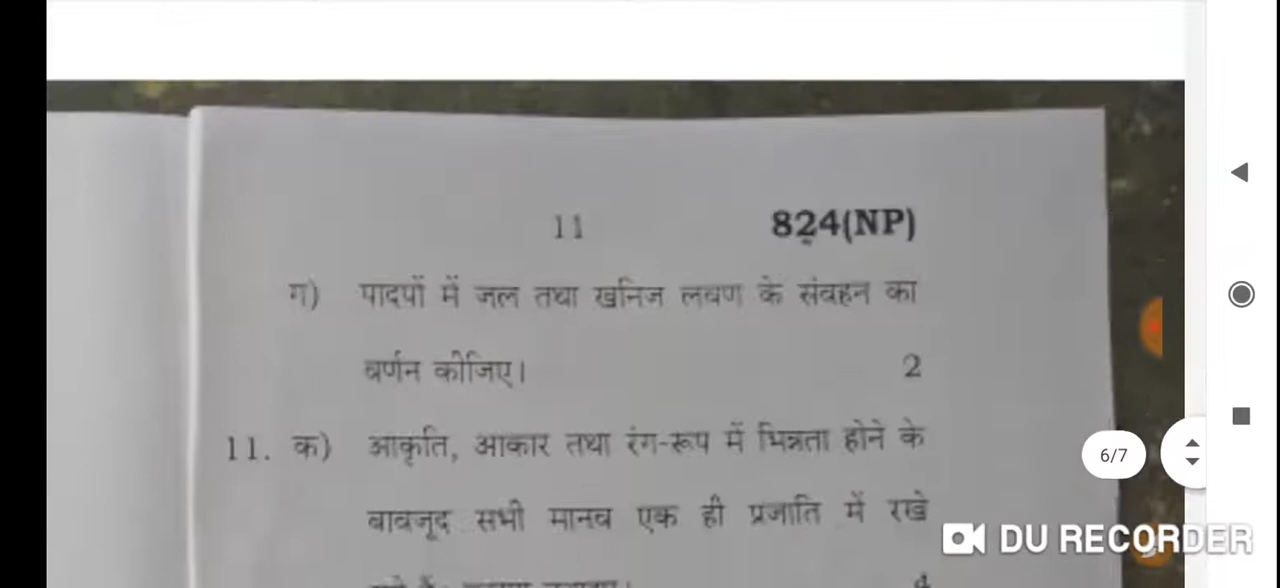 11 824(NP)
ग) पादपों में जल तथा खनिज लवण के संवहन का
वर्णन कीजिए। 2
11. क) आकृति, आकार तथा रंग-रूप में भिन्नता होने के
बावजूद सभी मानव एक ही प्रजाति में रखे
4
6/7
DU RECORDER